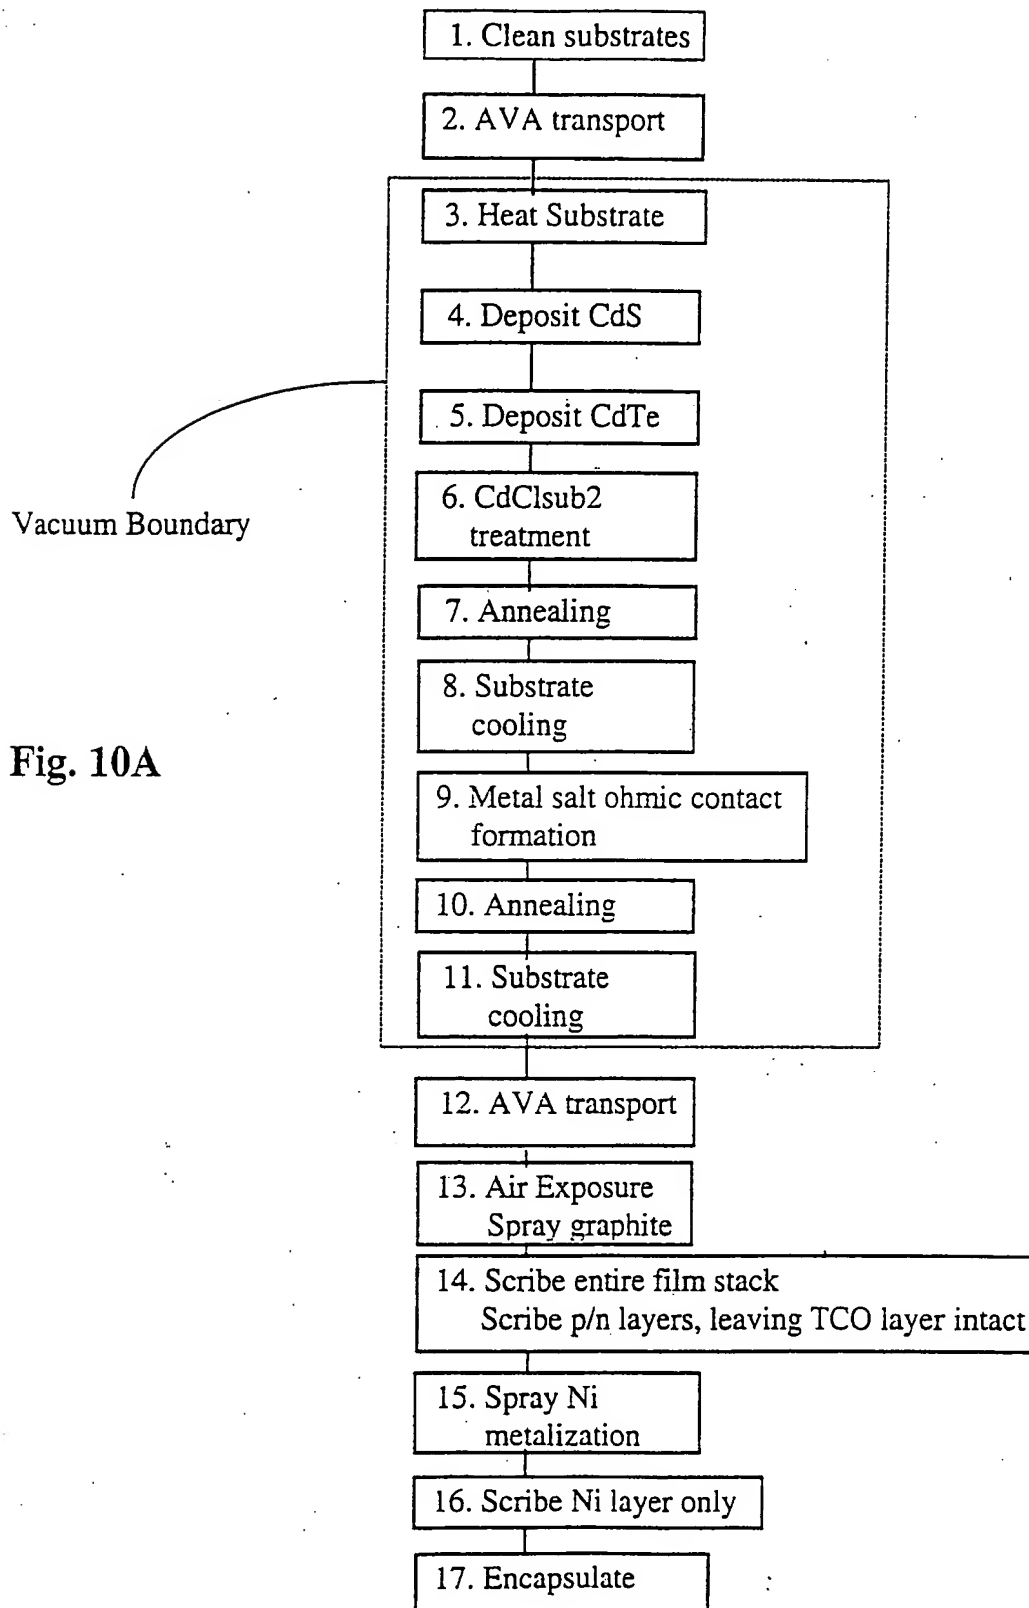 1. Clean substrates
2. AVA transport
3. Heat Substrate
4. Deposit CdS
5. Deposit CdTe
6. CdClsub2
treatment
Vacuum Boundary
7. Annealing
8. Substrate
cooling
Fig. 10A
9. Metal salt ohmic contact
formation
10. Annealing
11. Substrate
cooling
12. AVA transport
13. Air Exposure
Spray graphite
14. Scribe entire film stack
Scribe p/n layers, leaving TCO layer intact
15. Spray Ni
metalization
16. Scribe Ni layer only
17. Encapsulate